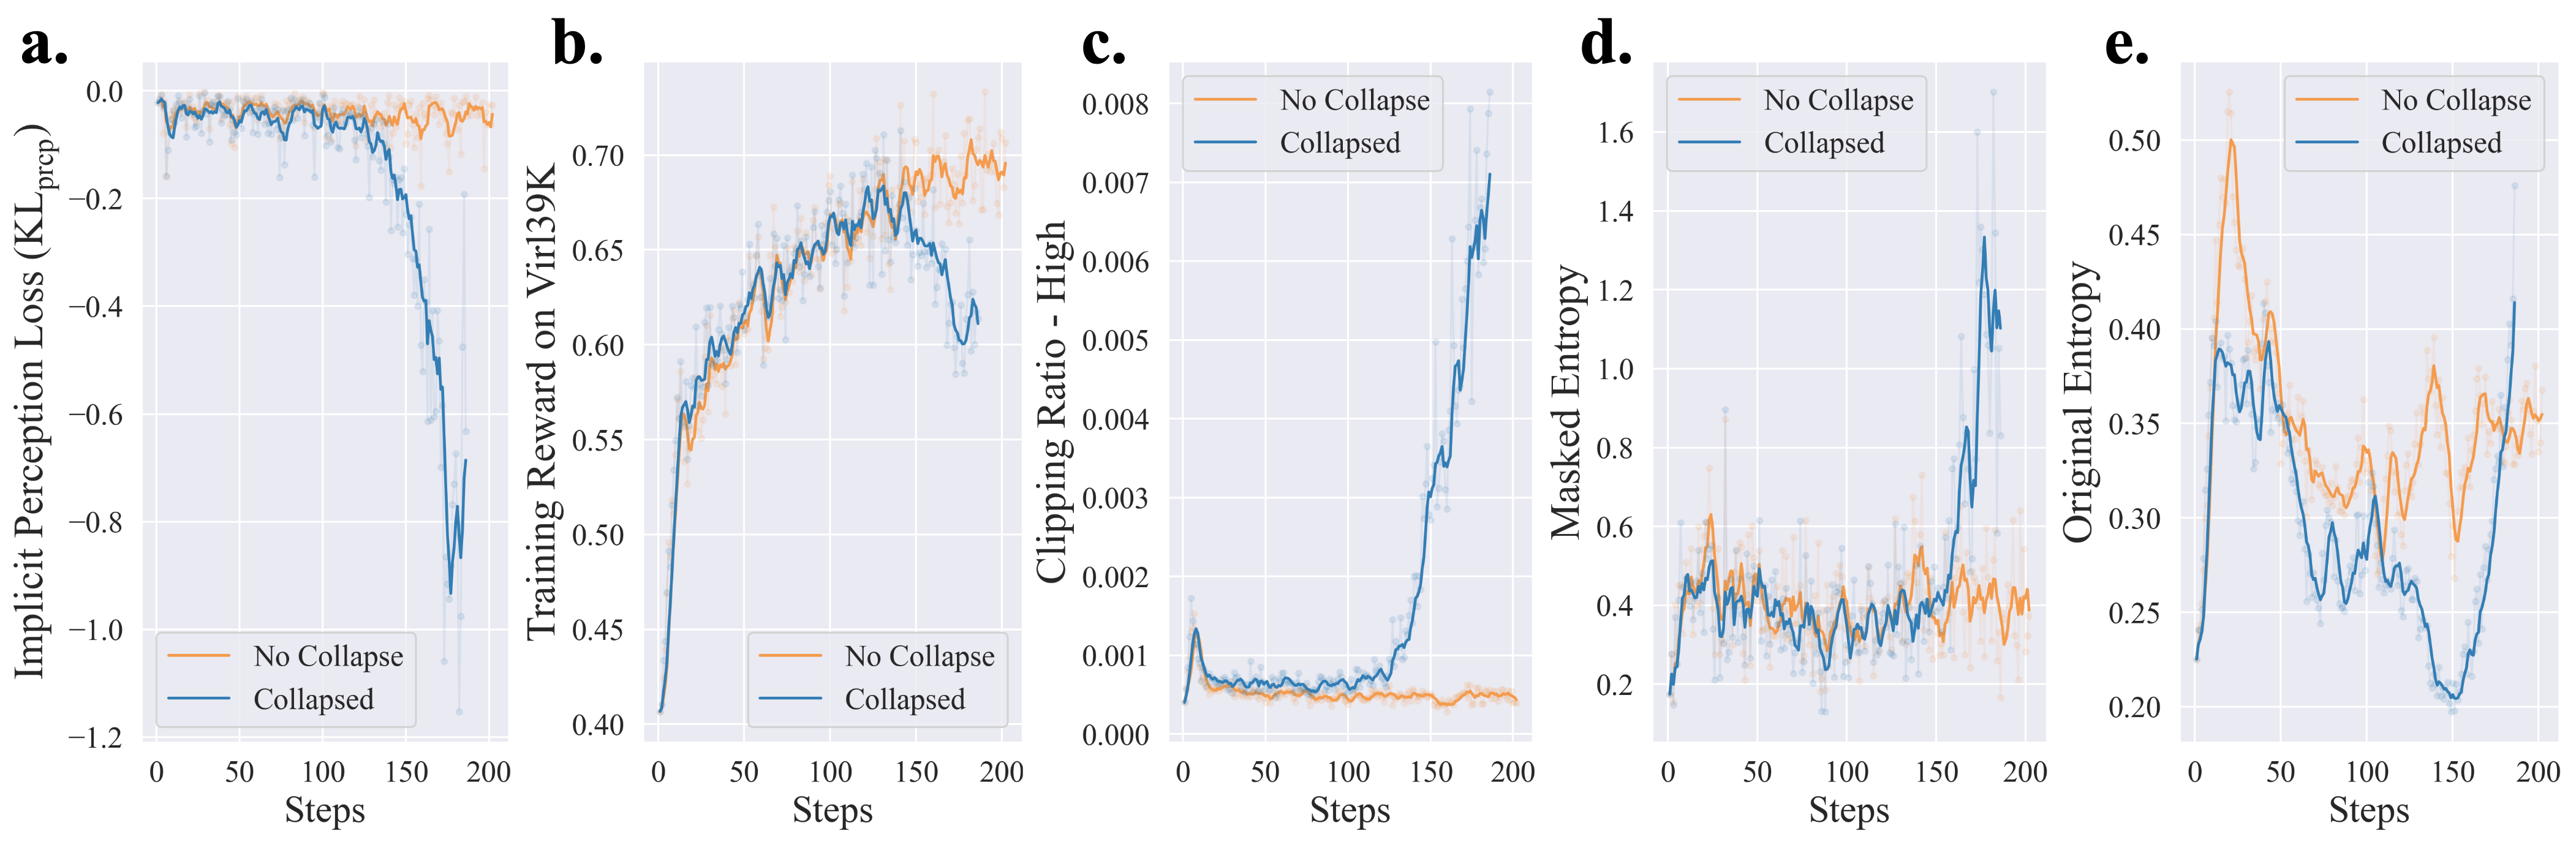 a.
Implicit Perception Loss (KLprcp)
0.0
−0.2
−0.4
−0.6
−0.8
−1.0
−1.2
No Collapse
Collapsed
0 50 100 150 200
Steps
b.
Training Reward on Virl39K
0.70
0.65
0.60
0.55
0.50
0.45
0.40
No Collapse
Collapsed
0 50 100 150 200
Steps
c.
Clipping Ratio - High
0.008
0.007
0.006
0.005
0.004
0.003
0.002
0.001
0.000
No Collapse
Collapsed
0 50 100 150 200
Steps
d.
Masked Entropy
1.6
1.4
1.2
1.0
0.8
0.6
0.4
0.2
No Collapse
Collapsed
0 50 100 150 200
Steps
e.
Original Entropy
0.50
0.45
0.40
0.35
0.30
0.25
0.20
No Collapse
Collapsed
0 50 100 150 200
Steps